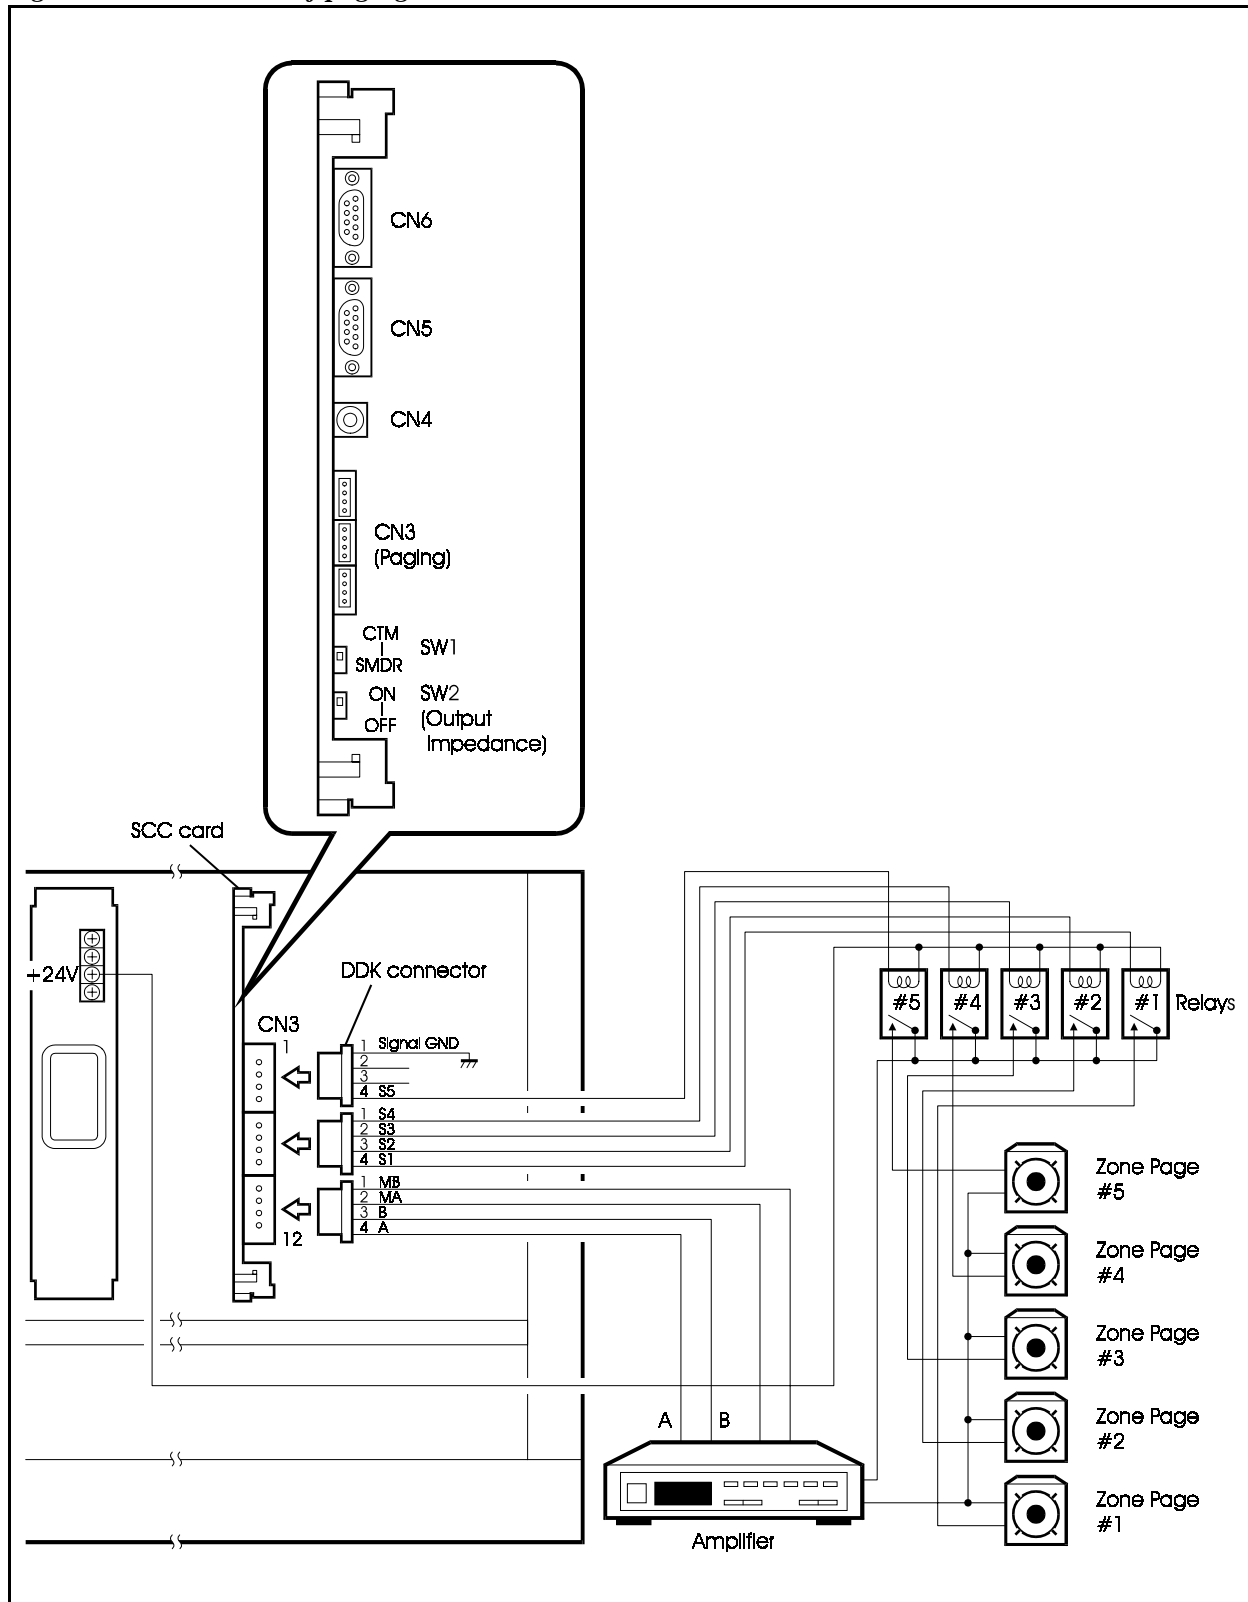 CN6
CN5
CN4
CN3
(Paging)
CTM
SMDR
SW1
ON
OFF
SW2
(Output
Impedance)
SCC card
+24V
DDK connector
CN3
1
12
1 Signal GND
2
3
4 S5
1 S4
2 S3
3 S2
4 S1
1 MB
2 MA
3 B
4 A
#5
#4
#3
#2
#1
Relays
Zone Page
#5
Zone Page
#4
Zone Page
#3
Zone Page
#2
Zone Page
#1
A
B
Amplifier